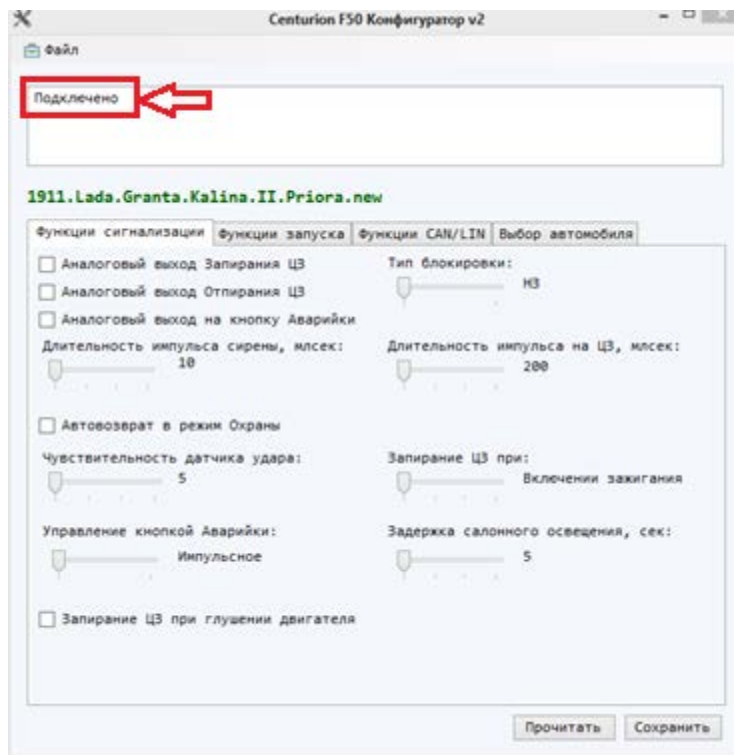 Centurion F50 Конфигуратор v2
Файл
Подключено
1911.Lada.Granta.Kalina.II.Priora.new
Функции сигнализации Функции запуска Функции CAN/LIN Выбор автомобиля
Аналоговый выход Запирания ЦЗ
Тип блокировки:
НЗ
Аналоговый выход Отпирания ЦЗ
Аналоговый выход на кнопку Аварийки
Длительность импульса сирены, млсек:
10
Длительность импульса на ЦЗ, млсек:
200
Автовозврат в режим Охраны
Чувствительность датчика удара:
5
Запирание ЦЗ при:
Включении зажигания
Управление кнопкой Аварийки:
Импульсное
Задержка салонного освещения, сек:
5
Запирание ЦЗ при глушении двигателя
Прочитать Сохранить